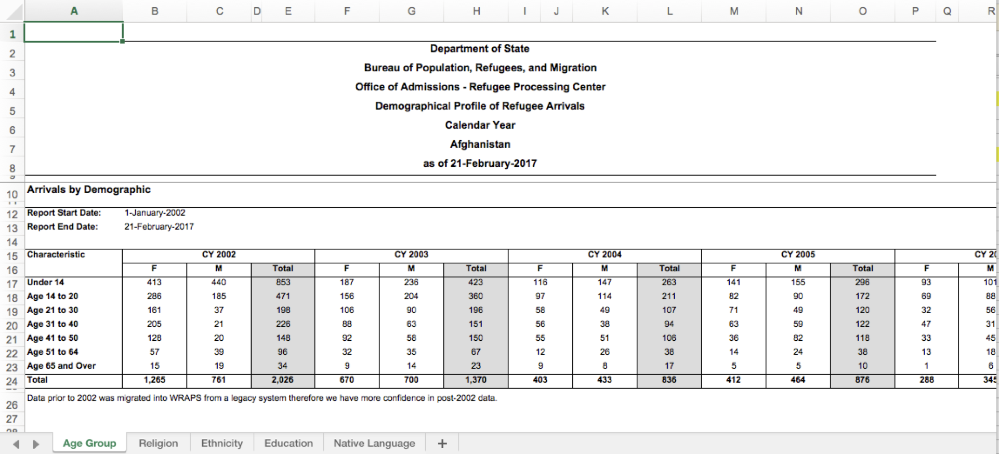 A B C D E F G H I J K L M N O P Q R
1
2 Department of State
3 Bureau of Population, Refugees, and Migration
4 Office of Admissions - Refugee Processing Center
5 Demographical Profile of Refugee Arrivals
6 Calendar Year
7 Afghanistan
8 as of 21-February-2017
9
10 Arrivals by Demographic
12 Report Start Date: 1-January-2002
13 Report End Date: 21-February-2017
14
15 Characteristic CY 2002 CY 2003 CY 2004 CY 2005 CY 20
16 F M Total F M Total F M Total F M Total F M
17 Under 14 413 440 853 187 236 423 116 147 263 141 155 296 93 101
18 Age 14 to 20 286 185 471 156 204 360 97 114 211 82 90 172 69 88
19 Age 21 to 30 161 37 198 106 90 196 58 49 107 71 49 120 32 56
20 Age 31 to 40 205 21 226 88 63 151 56 38 94 63 59 122 47 31
21 Age 41 to 50 128 20 148 92 58 150 55 51 106 36 82 118 33 45
22 Age 51 to 64 57 39 96 32 35 67 12 26 38 14 24 38 13 18
23 Age 65 and Over 15 19 34 9 14 23 9 8 17 5 5 10 1 6
24 Total 1,265 761 2,026 670 700 1,370 403 433 836 412 464 876 288 345
26 Data prior to 2002 was migrated into WRAPS from a legacy system therefore we have more confidence in post-2002 data.
27
Age Group Religion Ethnicity Education Native Language +